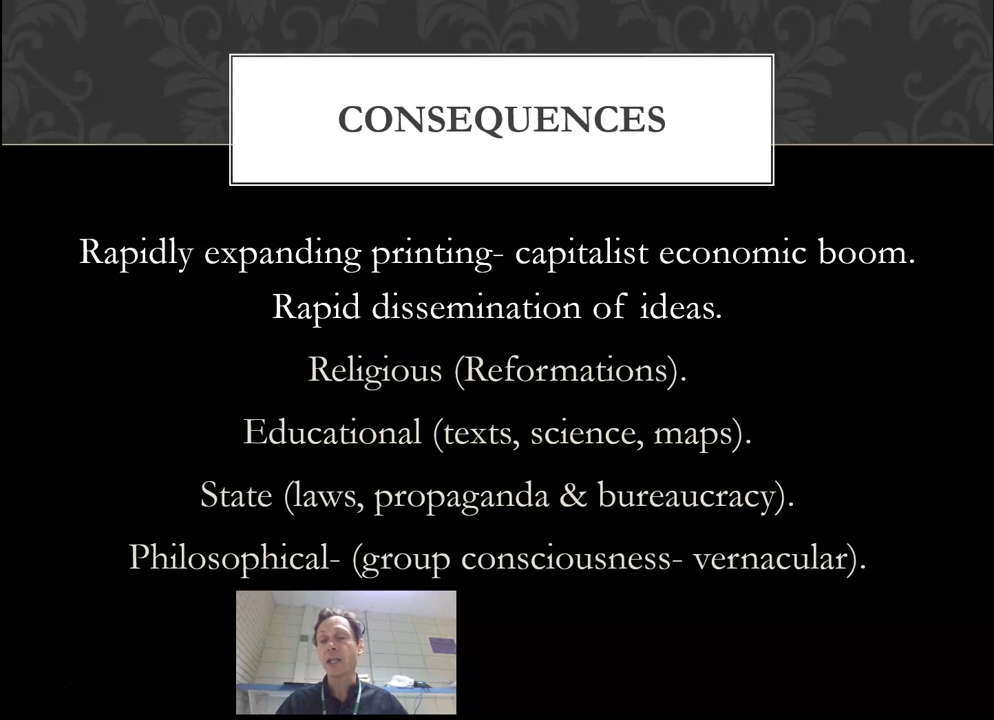 CONSEQUENCES
Rapidly expanding printing- capitalist economic boom.
Rapid dissemination of ideas.
Religious (Reformations).
Educational (texts, science, maps).
State (laws, propaganda & bureaucracy).
Philosophical- (group consciousness- vernacular).